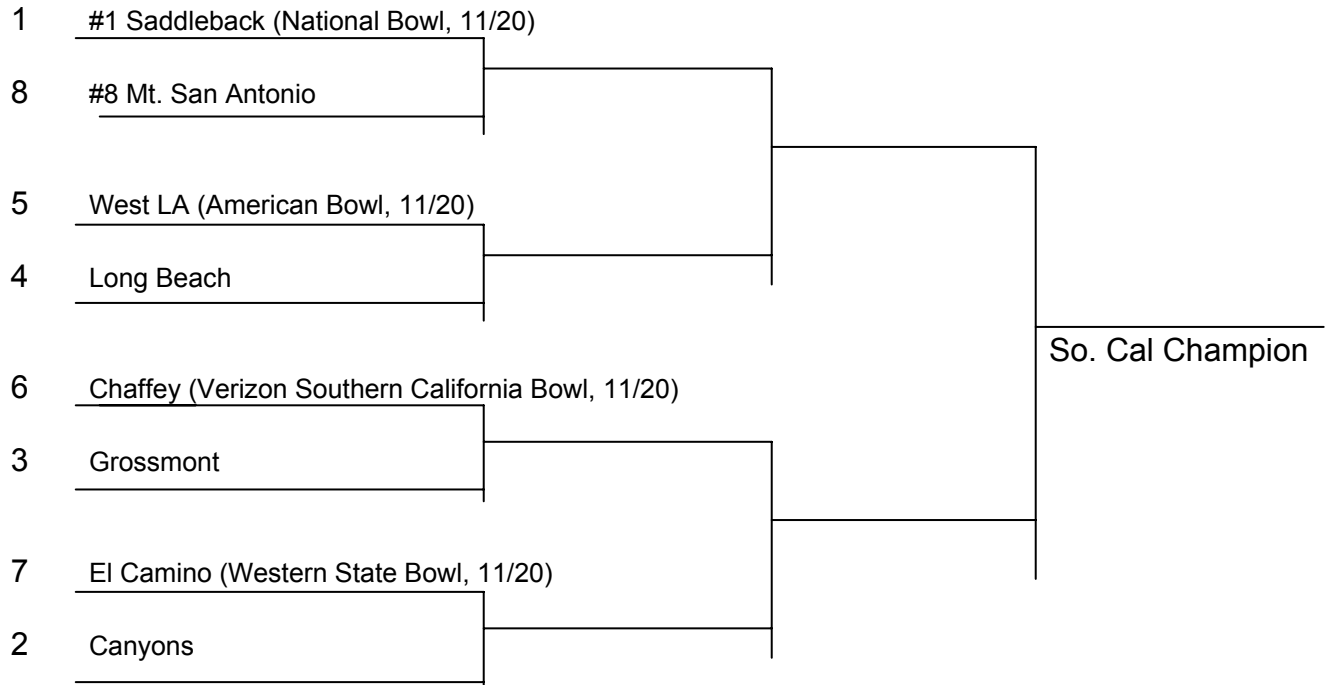 1 #1 Saddleback (National Bowl, 11/20)
8 #8 Mt. San Antonio
5 West LA (American Bowl, 11/20)
4 Long Beach
So. Cal Champion
6 Chaffey (Verizon Southern California Bowl, 11/20)
3 Grossmont
7 El Camino (Western State Bowl, 11/20)
2 Canyons